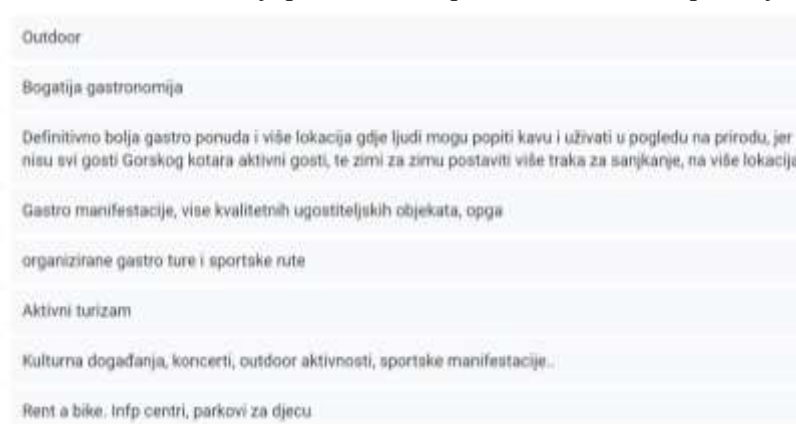 Outdoor
Bogatija gastronomija
Definitivno bolja gastro ponuda i više lokacija gdje ljudi mogu popiti kavu i uživati u pogledu na prirodu, jer
nisu svi gosti Gorskog kotara aktivni gosti, te zimi za zimu postaviti više traka za sanjkanje, na više lokacija
Gastro manifestacije, vise kvalitetnih ugostiteljskih objekata, opga
organizirane gastro ture i sportske rute
Aktivni turizam
Kulturna događanja, koncerti, outdoor aktivnosti, sportske manifestacije..
Rent a bike. Infp centri, parkovi za djecu